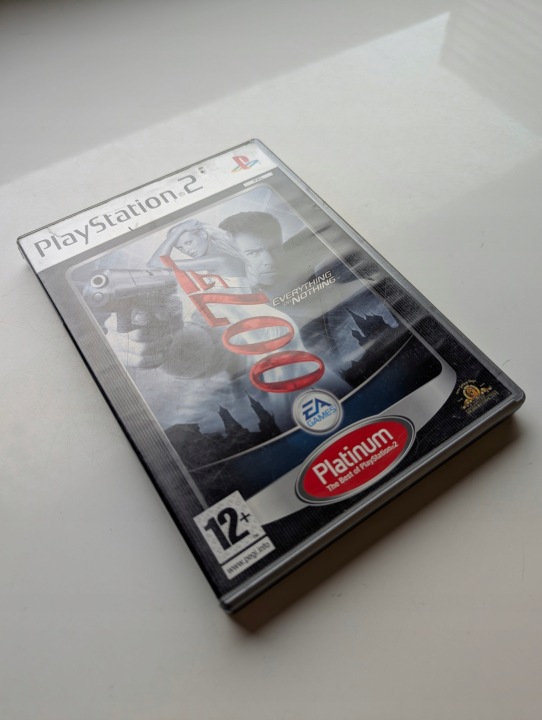 PlayStation®2
007
EVERYTHING
OR NOTHING
EA
GAMES
Platinum
The Best of PlayStation®2
12+
www.pegi.info